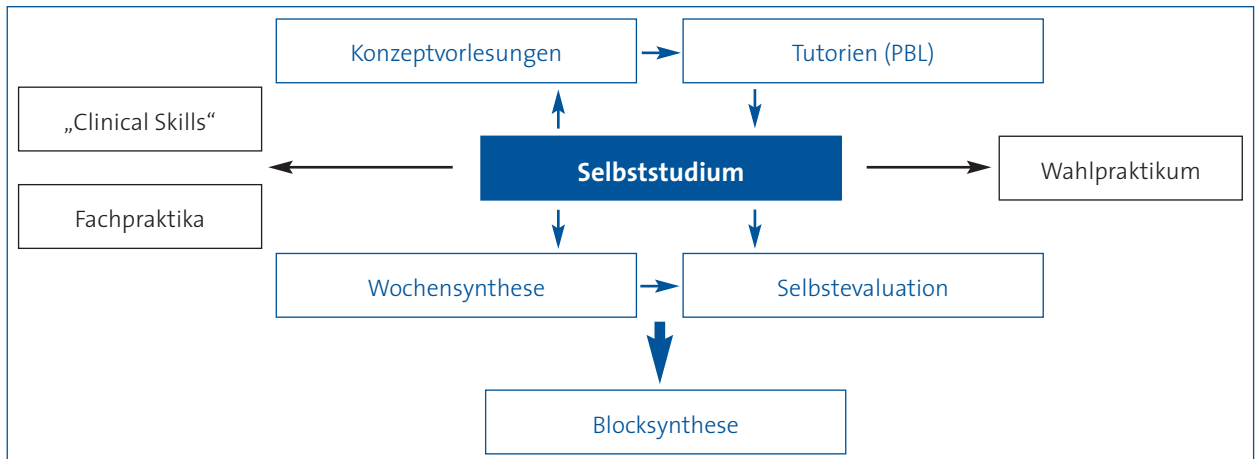 Konzeptvorlesungen
Tutorien (PBL)
„Clinical Skills“
Selbststudium
Wahlpraktikum
Fachpraktika
Wochensynthese
Selbstevaluation
Blocksynthese